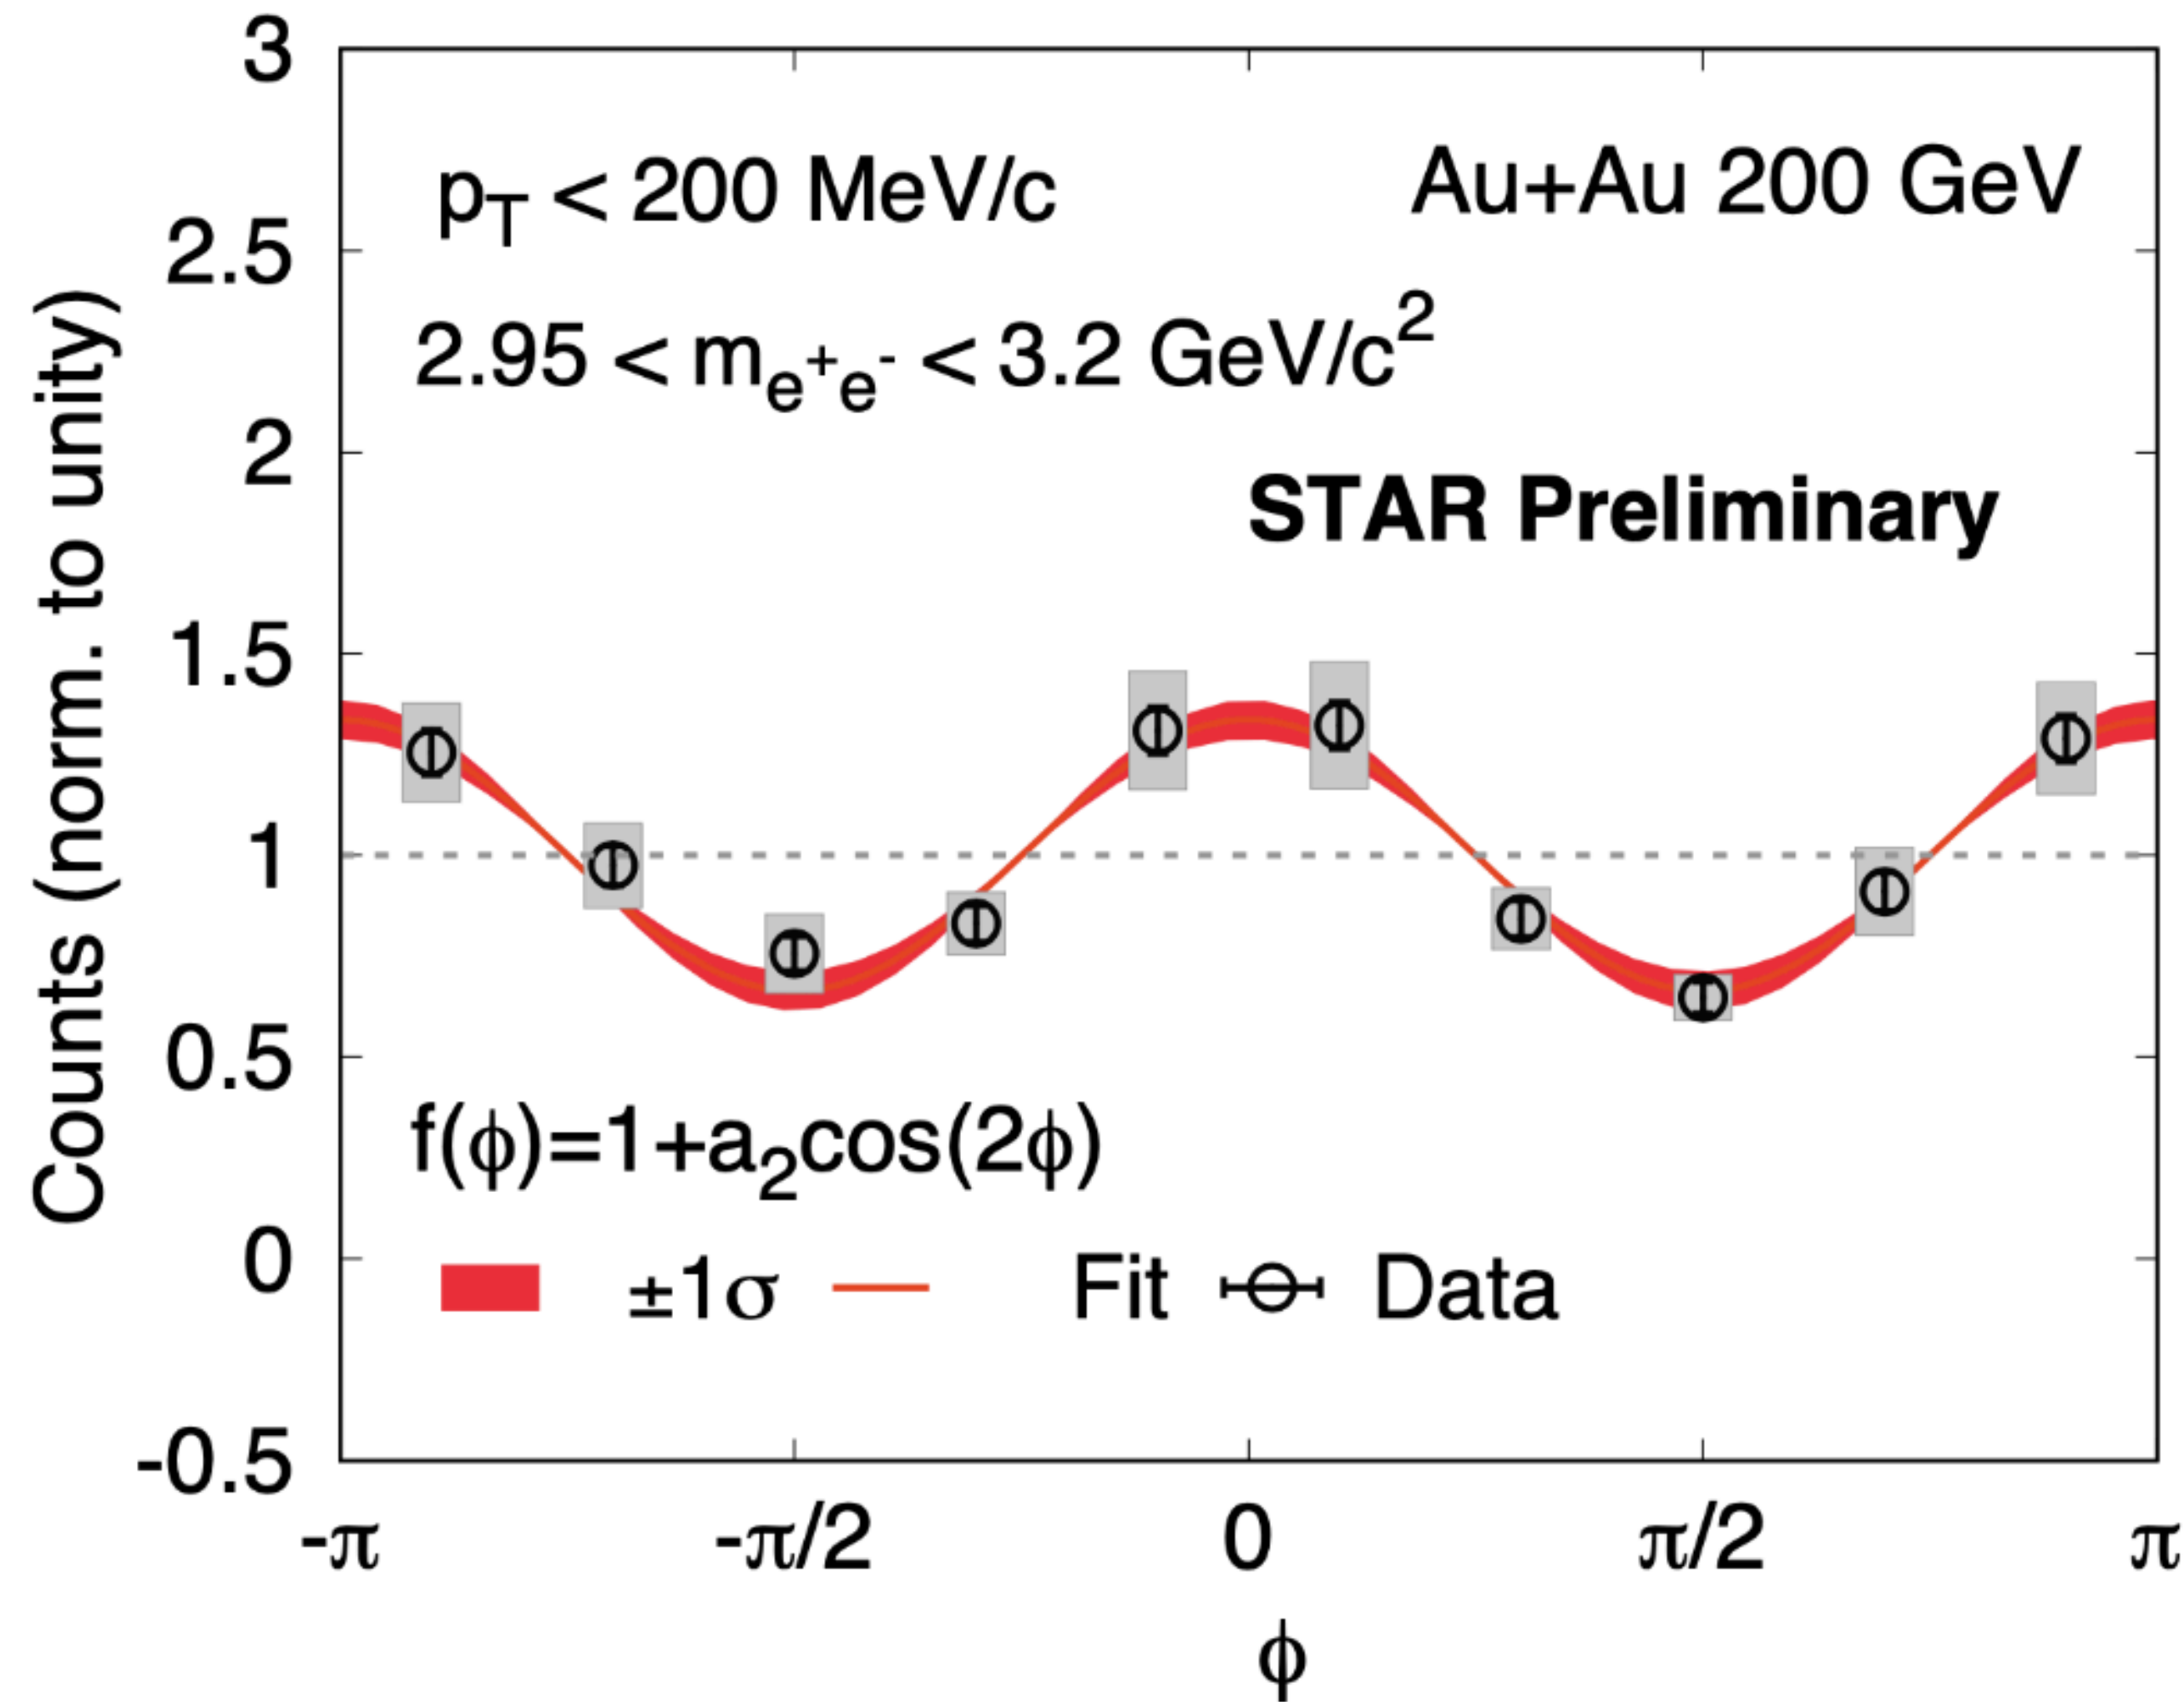 3
p_T < 200 MeV/c
Au+Au 200 GeV
2.5
2.95 < m_e⁺e⁻ < 3.2 GeV/c²
2
STAR Preliminary
1.5
1
0.5
f(ϕ)=1+a₂cos(2ϕ)
0
±1σ
Fit
Data
-0.5
-π
-π/2
0
π/2
π
ϕ
Counts (norm. to unity)